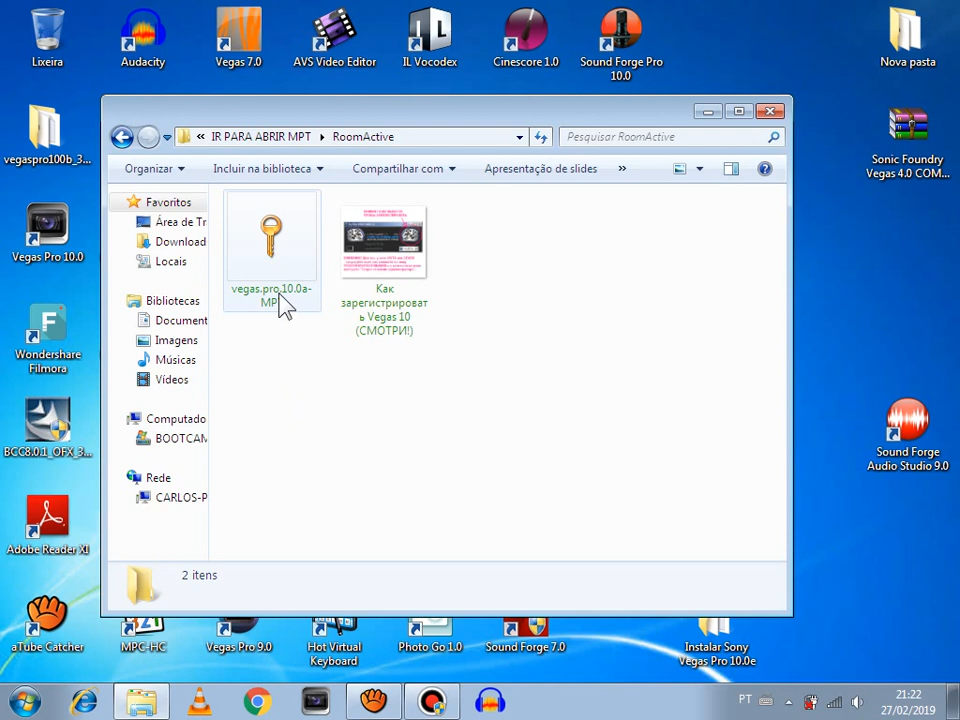 Lixeira
Audacity
Vegas 7.0
AVS Video Editor
IL Vocodex
Cinescore 1.0
Sound Forge Pro
10.0
Nova pasta
vegaspro100b_3...
Sonic Foundry
Vegas 4.0 COM...
Vegas Pro 10.0
Wondershare
Filmora
BCC8.0.1_OFX_3...
Sound Forge
Audio Studio 9.0
Adobe Reader XI
« IR PARA ABRIR MPT
RoomActive
Pesquisar RoomActive
Organizar
Incluir na biblioteca
Compartilhar com
Apresentação de slides
»
Favoritos
Área de Tr
Download
Locais
Bibliotecas
Document
Imagens
Músicas
Vídeos
Computado
BOOTCAM
Rede
CARLOS-P
vegas.pro.10.0a-
MP
Как
зарегистрироват
ь Vegas 10
(СМОТРИ!)
2 itens
aTube Catcher
MPC-HC
Vegas Pro 9.0
Hot Virtual
Keyboard
Photo Go 1.0
Sound Forge 7.0
Instalar Sony
Vegas Pro 10.0e
PT
21:22
27/02/2019